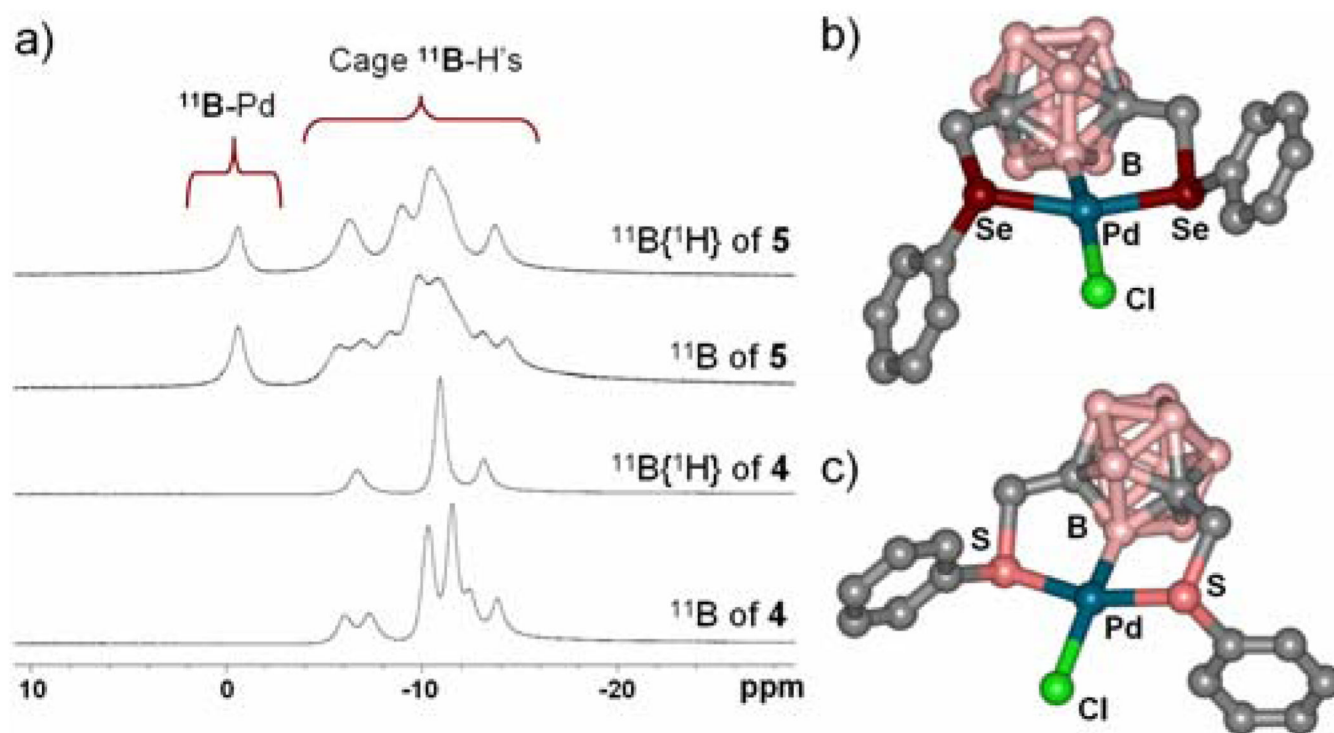 a)
Cage ¹¹B-H's
¹¹B-Pd
¹¹B{¹H} of 5
¹¹B of 5
¹¹B{¹H} of 4
¹¹B of 4
10 0 -10 -20 ppm
b)
B
Se Pd Se
Cl
c)
S B S
Pd
Cl